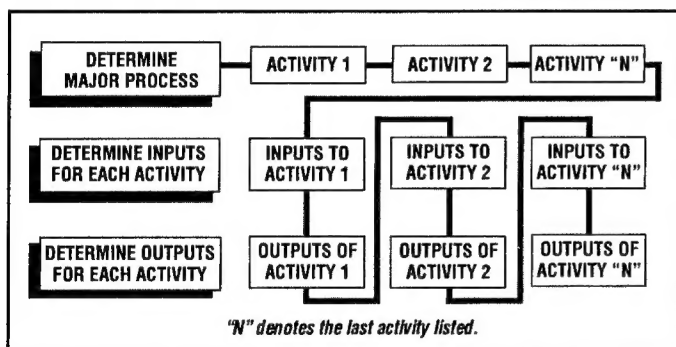 DETERMINE
MAJOR PROCESS
ACTIVITY 1
ACTIVITY 2
ACTIVITY "N"
DETERMINE INPUTS
FOR EACH ACTIVITY
INPUTS TO
ACTIVITY 1
INPUTS TO
ACTIVITY 2
INPUTS TO
ACTIVITY "N"
DETERMINE OUTPUTS
FOR EACH ACTIVITY
OUTPUTS OF
ACTIVITY 1
OUTPUTS OF
ACTIVITY 2
OUTPUTS OF
ACTIVITY "N"
"N" denotes the last activity listed.